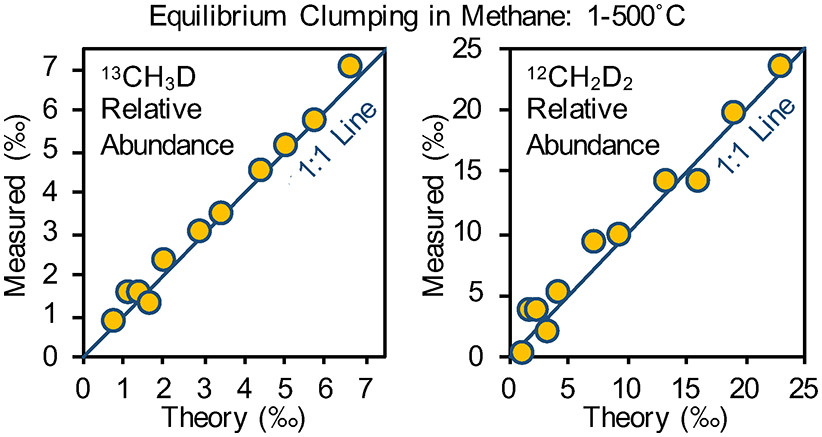 Equilibrium Clumping in Methane: 1-500˚C
¹³CH₃D
Relative
Abundance
1:1 Line
Measured (‰)
7
6
5
4
3
2
1
0
0 1 2 3 4 5 6 7
Theory (‰)
¹²CH₂D₂
Relative
Abundance
1:1 Line
Measured (‰)
25
20
15
10
5
0
0 5 10 15 20 25
Theory (‰)